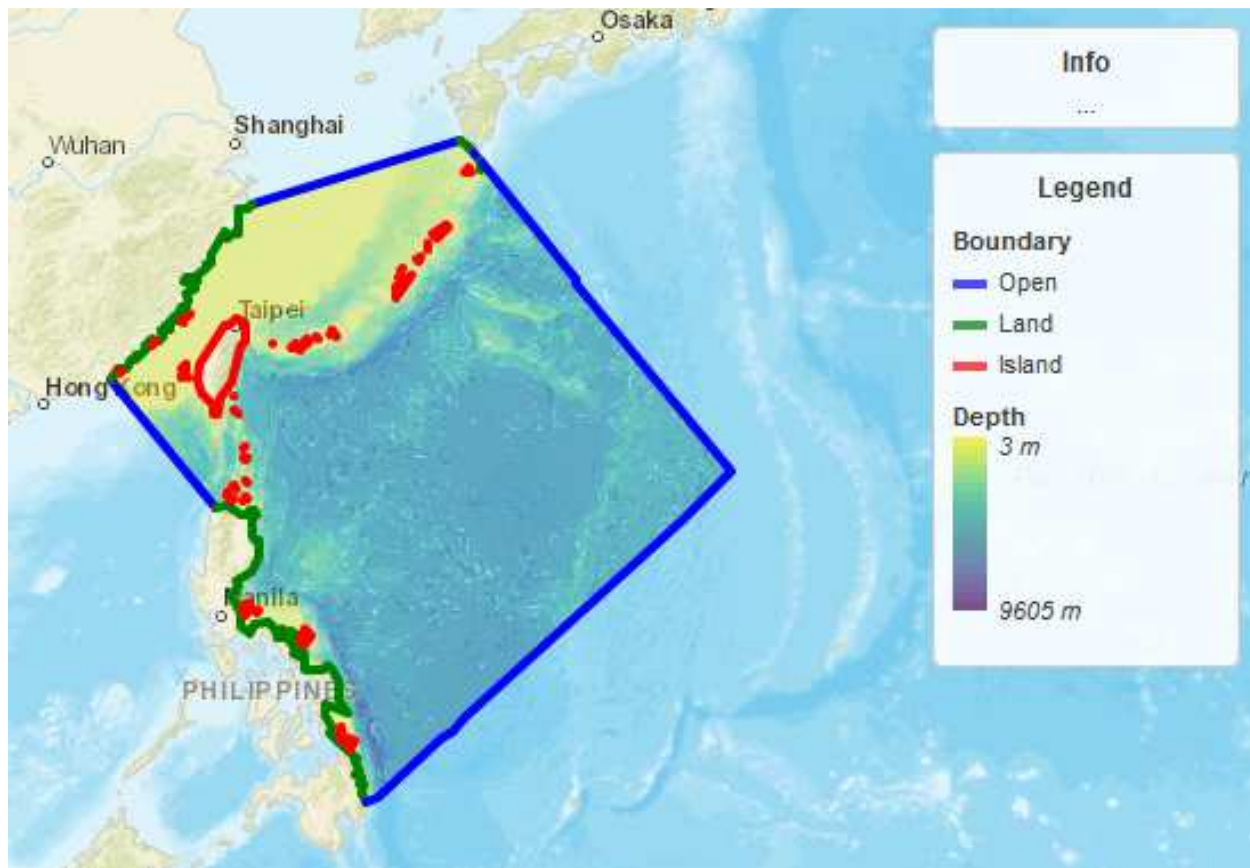 Osaka
Shanghai
Wuhan
Taipei
Hong Kong
Manila
PHILIPPINES
Info
...
Legend
Boundary
Open
Land
Island
Depth
3 m
9605 m